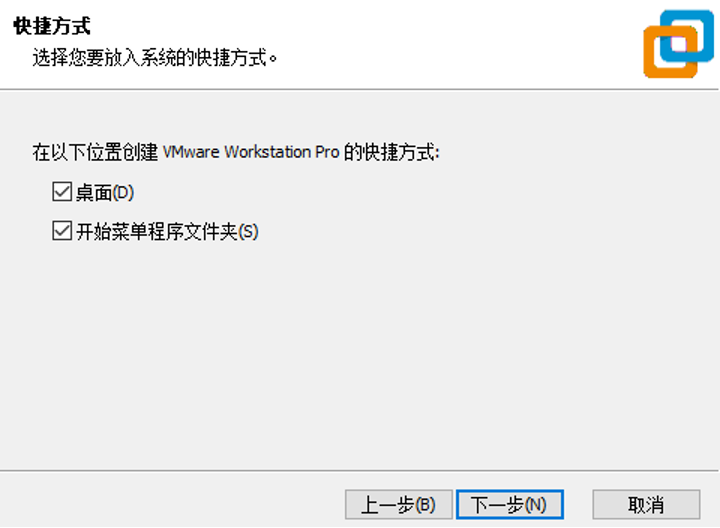 快捷方式
选择您要放入系统的快捷方式。
在以下位置创建 VMware Workstation Pro 的快捷方式:
桌面(D)
开始菜单程序文件夹(S)
上一步(B) 下一步(N) 取消